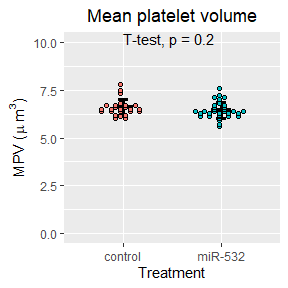 Mean platelet volume
T-test, p = 0.2
MPV (μm³)
10.0
7.5
5.0
2.5
0.0
control miR-532
Treatment